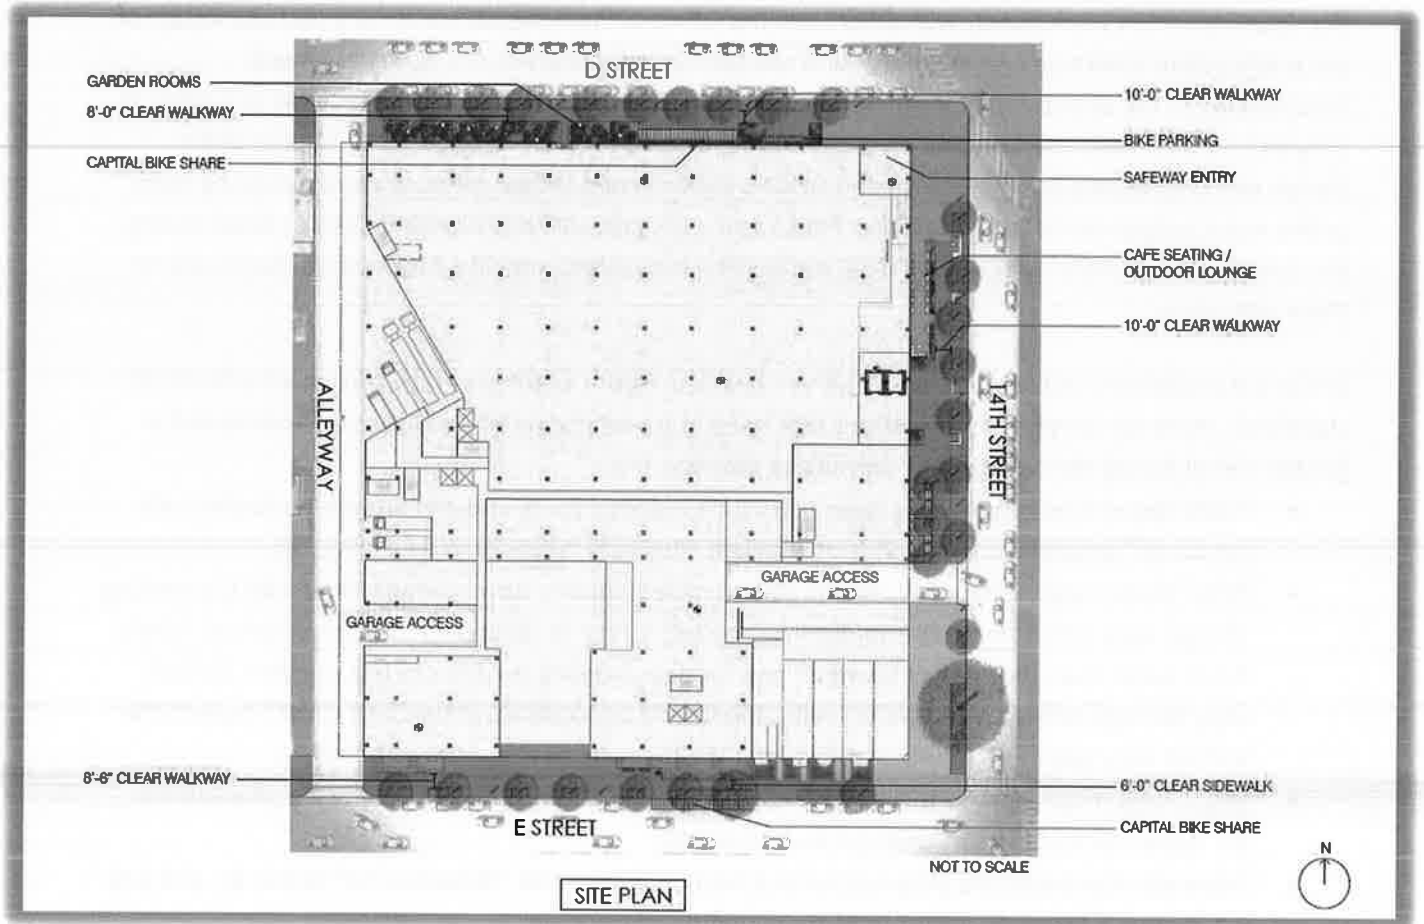 D STREET
GARDEN ROOMS
8'-0" CLEAR WALKWAY
CAPITAL BIKE SHARE
10'-0" CLEAR WALKWAY
BIKE PARKING
SAFEWAY ENTRY
CAFE SEATING /
OUTDOOR LOUNGE
10'-0" CLEAR WALKWAY
ALLEYWAY
14TH STREET
GARAGE ACCESS
GARAGE ACCESS
8'-6" CLEAR WALKWAY
6'-0" CLEAR SIDEWALK
E STREET
CAPITAL BIKE SHARE
NOT TO SCALE
N
SITE PLAN